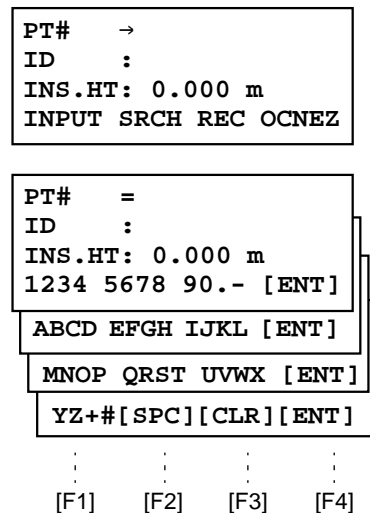 PT# →
ID :
INS.HT: 0.000 m
INPUT SRCH REC OCNEZ
PT# =
ID :
INS.HT: 0.000 m
1234 5678 90.- [ENT]
ABCD EFGH IJKL [ENT]
MNOP QRST UVWX [ENT]
YZ+#[SPC][CLR][ENT]
[F1] [F2] [F3] [F4]